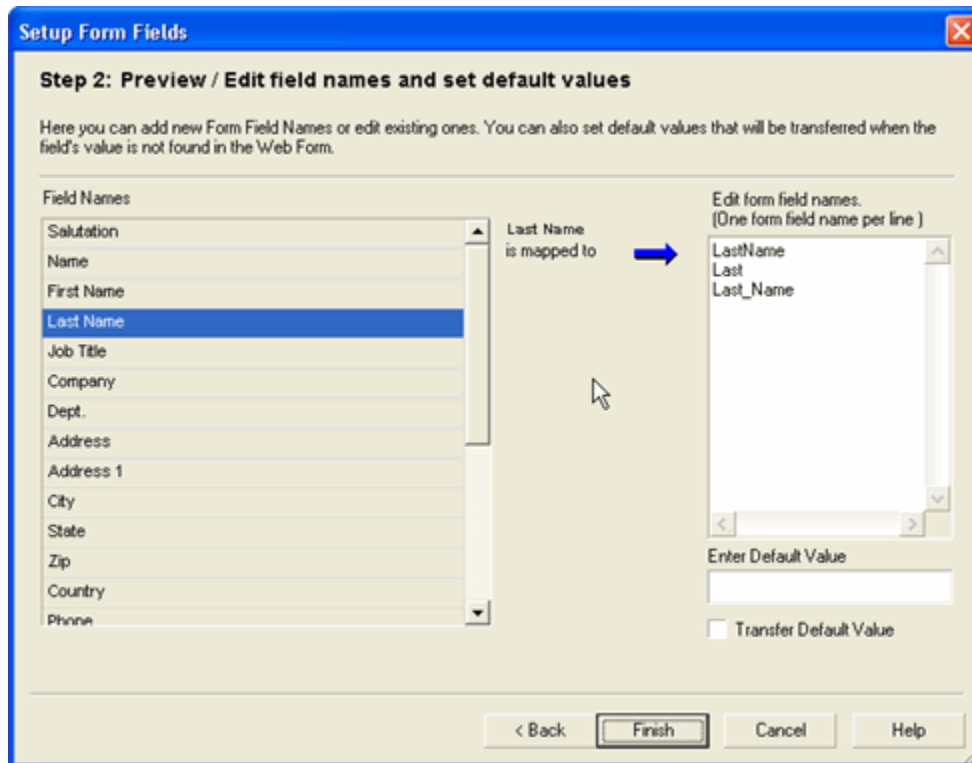 Setup Form Fields
Step 2: Preview / Edit field names and set default values
Here you can add new Form Field Names or edit existing ones. You can also set default values that will be transferred when the
field's value is not found in the Web Form.
Field Names
Salutation
Name
First Name
Last Name
Job Title
Company
Dept.
Address
Address 1
City
State
Zip
Country
Phone
Last Name
is mapped to
Edit form field names.
(One form field name per line )
LastName
Last
Last_Name
Enter Default Value
Transfer Default Value
< Back
Finish
Cancel
Help